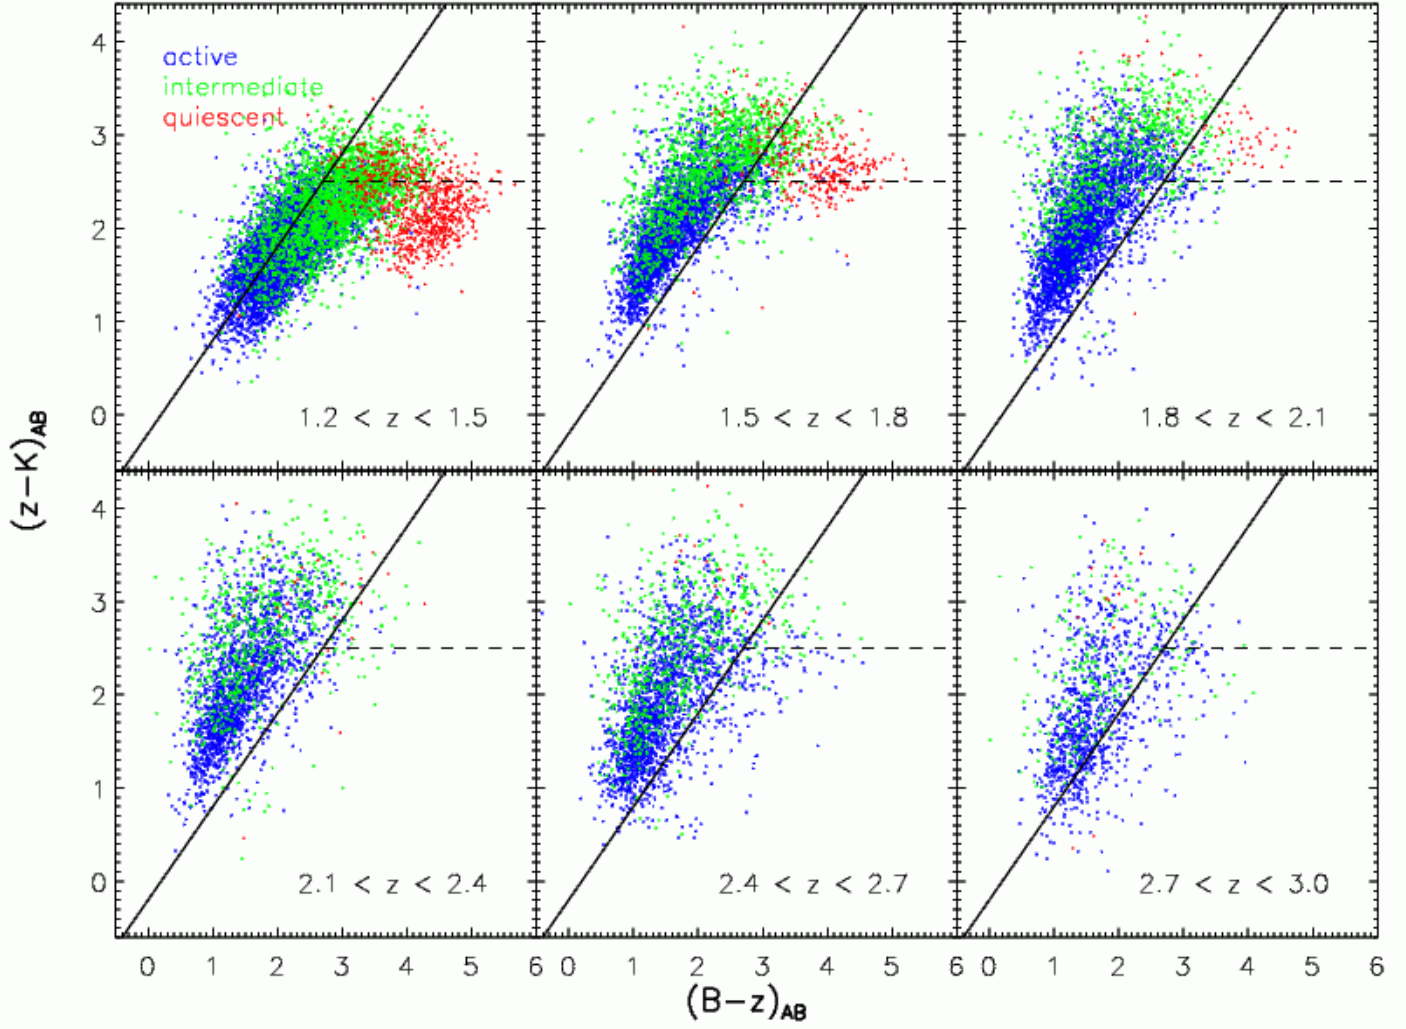 4
active
intermediate
quiescent
3
2
1
0
1.2 < z < 1.5
1.5 < z < 1.8
1.8 < z < 2.1
(z-K)AB
4
3
2
1
0
2.1 < z < 2.4
2.4 < z < 2.7
2.7 < z < 3.0
0 1 2 3 4 5 6 0 1 2 3 4 5 6 0 1 2 3 4 5 6
(B-z)AB